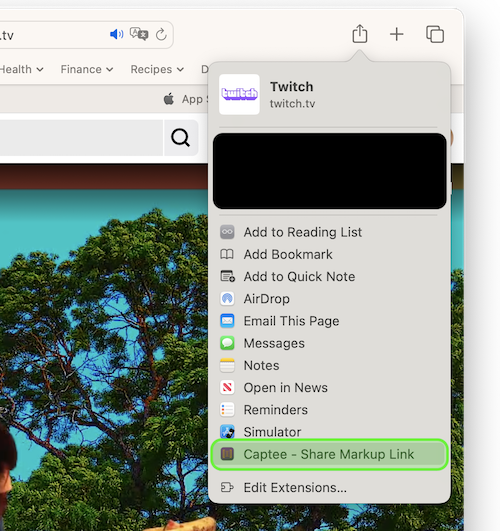 .tv
Health
Finance
Recipes
D
App S
twitch
Twitch
twitch.tv
Add to Reading List
Add Bookmark
Add to Quick Note
AirDrop
Email This Page
Messages
Notes
Open in News
Reminders
Simulator
Captee - Share Markup Link
Edit Extensions...